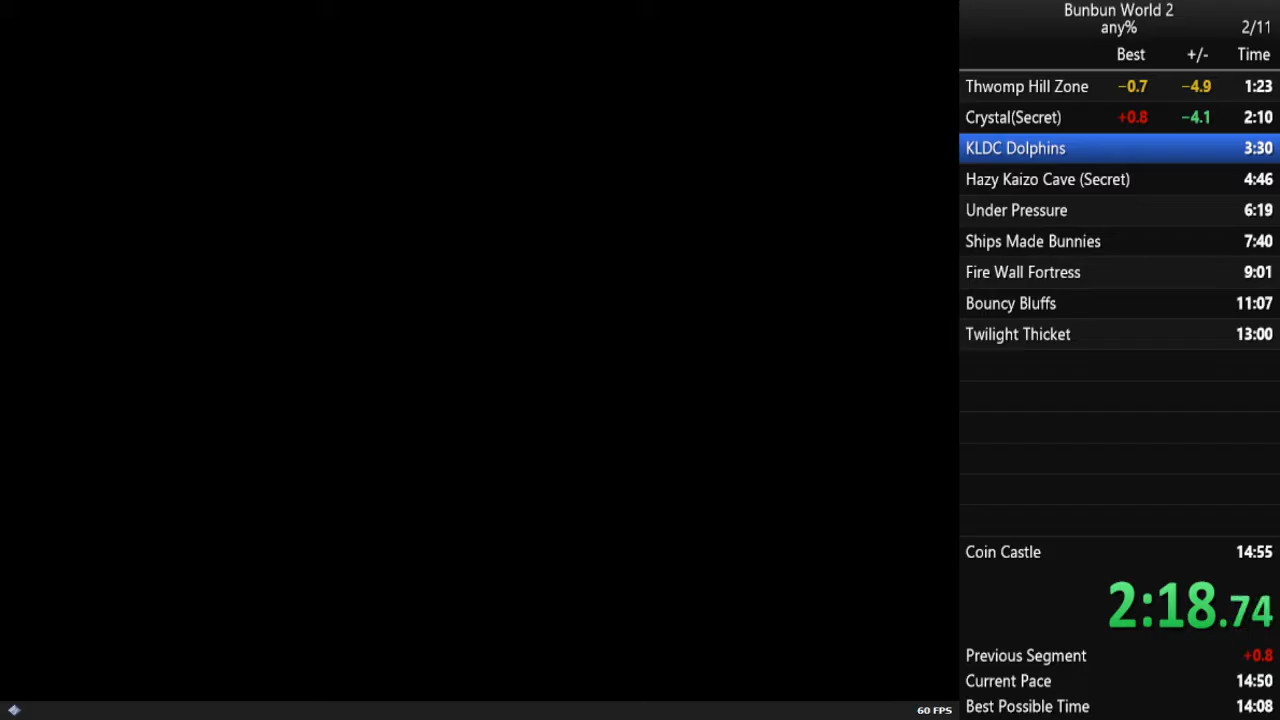 Bunbun World 2
any% 2/11
Best +/- Time
Thwomp Hill Zone −0.7 −4.9 1:23
Crystal(Secret) +0.8 −4.1 2:10
KLDC Dolphins 3:30
Hazy Kaizo Cave (Secret) 4:46
Under Pressure 6:19
Ships Made Bunnies 7:40
Fire Wall Fortress 9:01
Bouncy Bluffs 11:07
Twilight Thicket 13:00
Coin Castle 14:55
2:18.74
Previous Segment +0.8
Current Pace 14:50
Best Possible Time 14:08
60 FPS